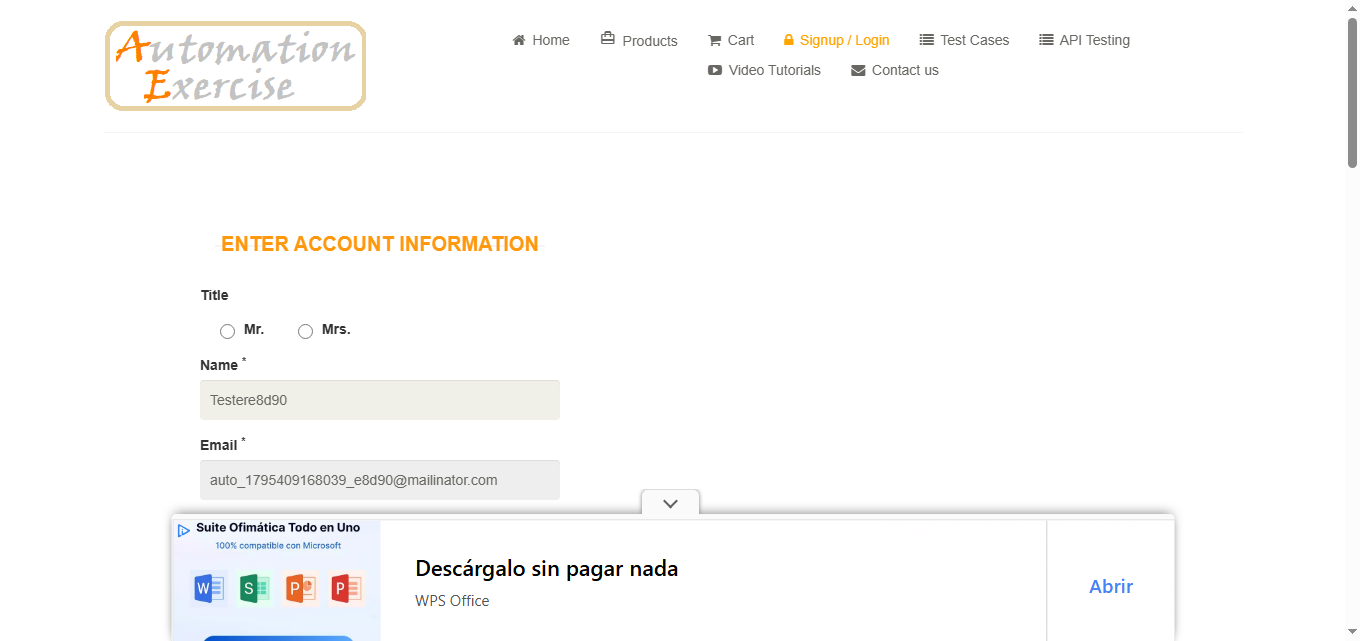 Automation
Exercise
Home
Products
Cart
Signup / Login
Test Cases
API Testing
Video Tutorials
Contact us
ENTER ACCOUNT INFORMATION
Title
Mr.
Mrs.
Name *
Testere8d90
Email *
auto_1795409168039_e8d90@mailinator.com
Suite Ofimática Todo en Uno
100% compatible con Microsoft
W
S
P
P
Descárgalo sin pagar nada
WPS Office
Abrir